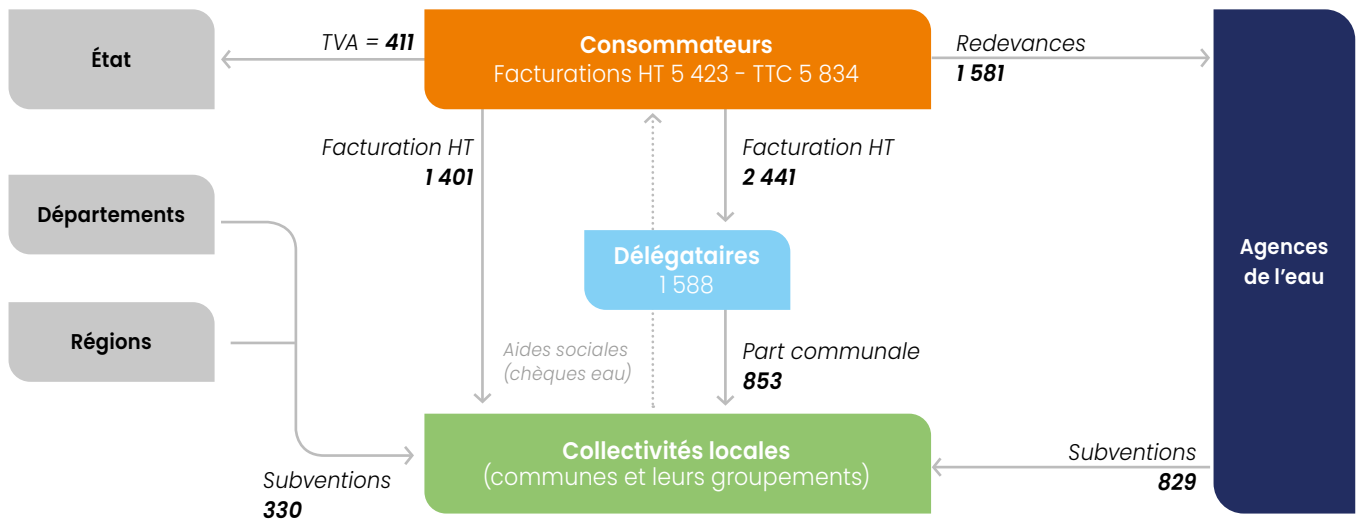 État
TVA = 411
Consommateurs
Facturations HT 5 423 - TTC 5 834
Redevances
1 581
Facturation HT
1 401
Facturation HT
2 441
Départements
Délégataires
1 588
Agences
de l'eau
Régions
Aides sociales
(chèques eau)
Part communale
853
Collectivités locales
(communes et leurs groupements)
Subventions
330
Subventions
829